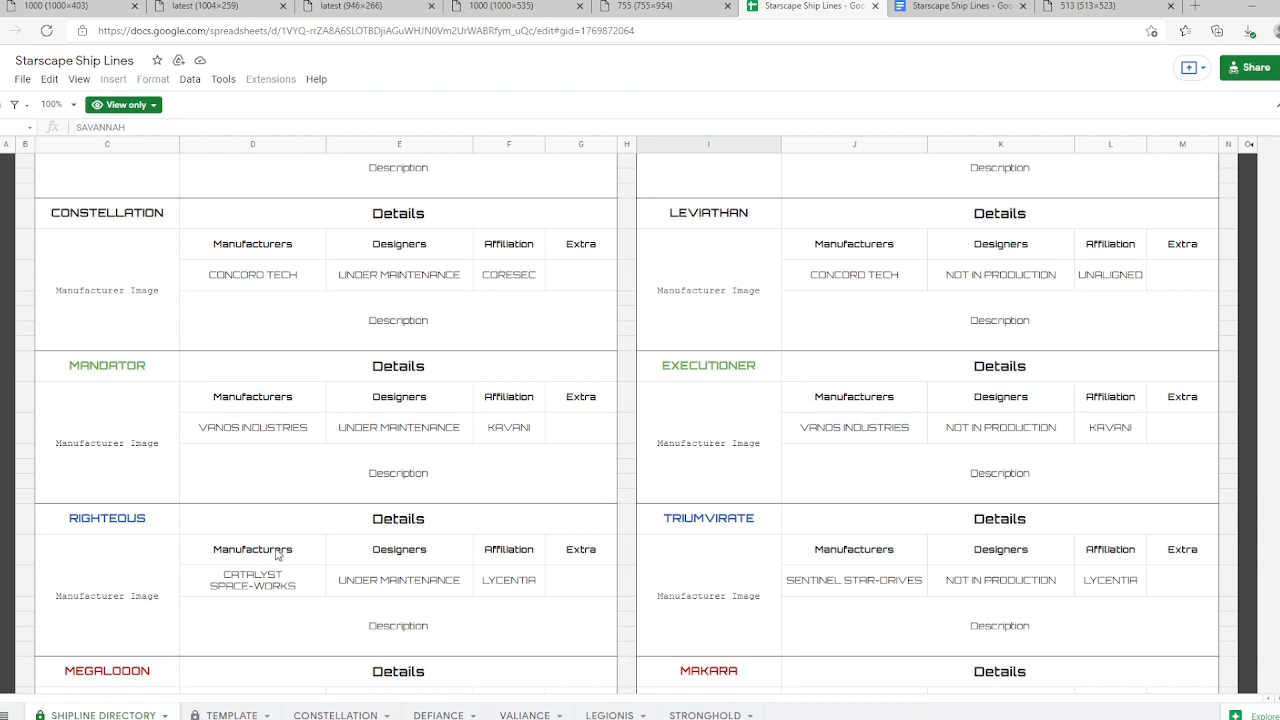 1000 (1000×403)
latest (1004×259)
latest (946×266)
1000 (1000×535)
755 (755×954)
Starscape Ship Lines - Goo
Starscape Ship Lines - Goo
513 (513×523)
https://docs.google.com/spreadsheets/d/1VYQ-rrZA8A6SLOTBDjiAGuWHJN0Vm2UrWABRfym_uQc/edit#gid=1769872064
Starscape Ship Lines
Share
File Edit View Insert Format Data Tools Extensions Help
100% View only
fx SAVANNAH
A B C D E F G H I J K L M N O
Description Description
CONSTELLATION Details LEVIATHAN Details
Manufacturers Designers Affiliation Extra Manufacturers Designers Affiliation Extra
CONCORD TECH UNDER MAINTENANCE CORESEC CONCORD TECH NOT IN PRODUCTION UNALIGNED
Manufacturer Image Manufacturer Image
Description Description
MANDATOR Details EXECUTIONER Details
Manufacturers Designers Affiliation Extra Manufacturers Designers Affiliation Extra
VANOS INDUSTRIES UNDER MAINTENANCE KAVANI VANOS INDUSTRIES NOT IN PRODUCTION KAVANI
Manufacturer Image Manufacturer Image
Description Description
RIGHTEOUS Details TRIUMVIRATE Details
Manufacturers Designers Affiliation Extra Manufacturers Designers Affiliation Extra
CATALYST
SPACE-WORKS UNDER MAINTENANCE LYCENTIA SENTINEL STAR-DRIVES NOT IN PRODUCTION LYCENTIA
Manufacturer Image Manufacturer Image
Description Description
MEGALODON Details MAKARA Details
SHIPLINE DIRECTORY TEMPLATE CONSTELLATION DEFIANCE VALIANCE LEGIONIS STRONGHOLD Explore